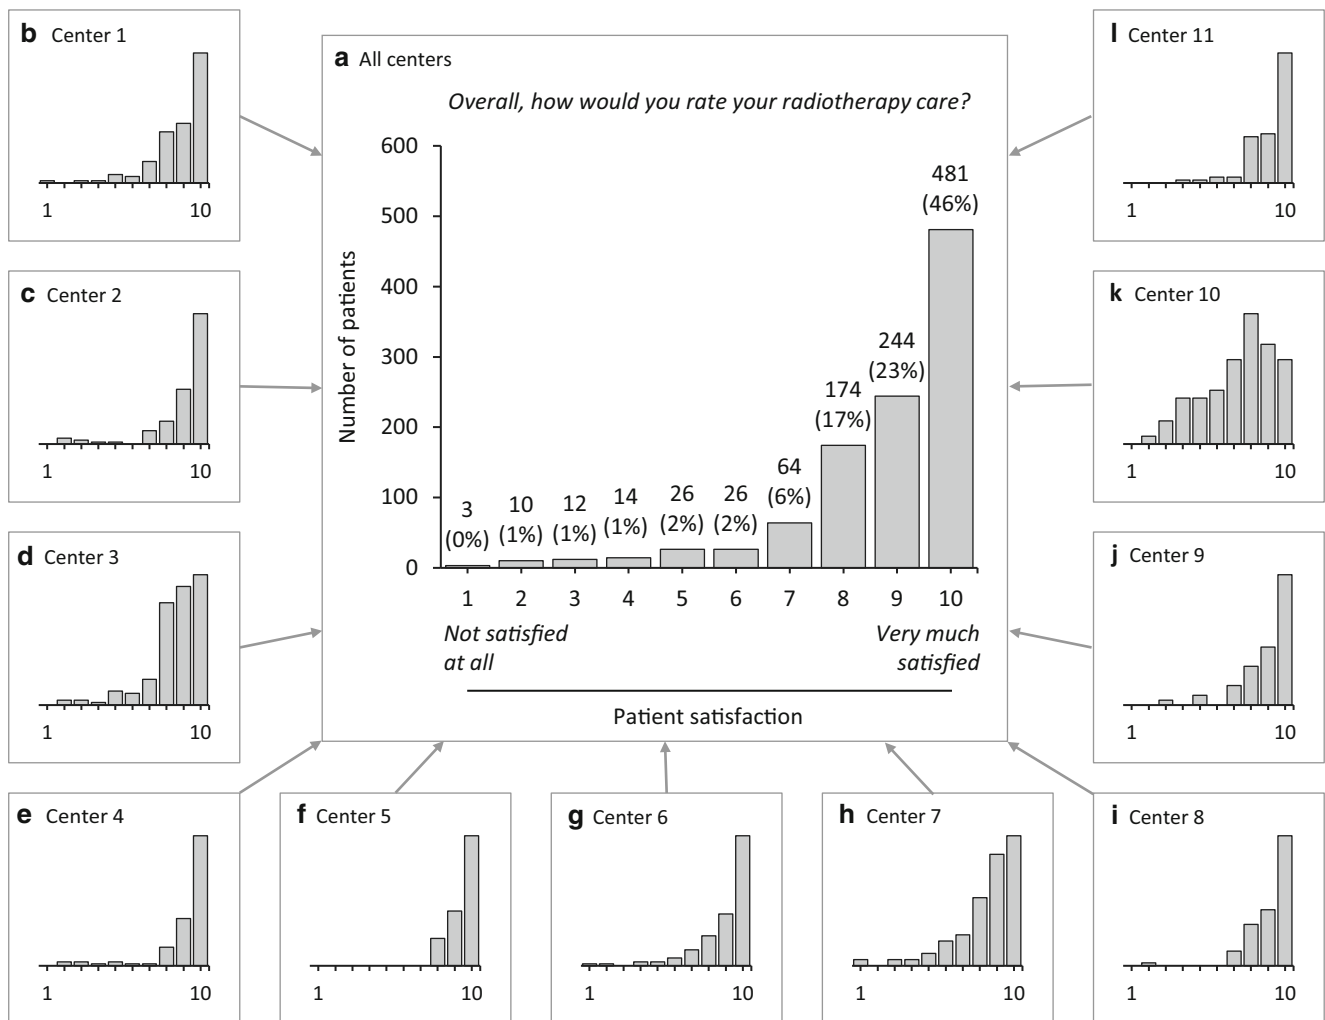 b Center 1
1 10
c Center 2
1 10
d Center 3
1 10
e Center 4
1 10
f Center 5
1 10
g Center 6
1 10
h Center 7
1 10
i Center 8
1 10
j Center 9
1 10
k Center 10
1 10
l Center 11
1 10
a All centers
Overall, how would you rate your radiotherapy care?
Number of patients
600
500
400
300
200
100
0
3
(0%)
10
(1%)
12
(1%)
14
(1%)
26
(2%)
26
(2%)
64
(6%)
174
(17%)
244
(23%)
481
(46%)
1 2 3 4 5 6 7 8 9 10
Not satisfied
at all
Very much
satisfied
Patient satisfaction